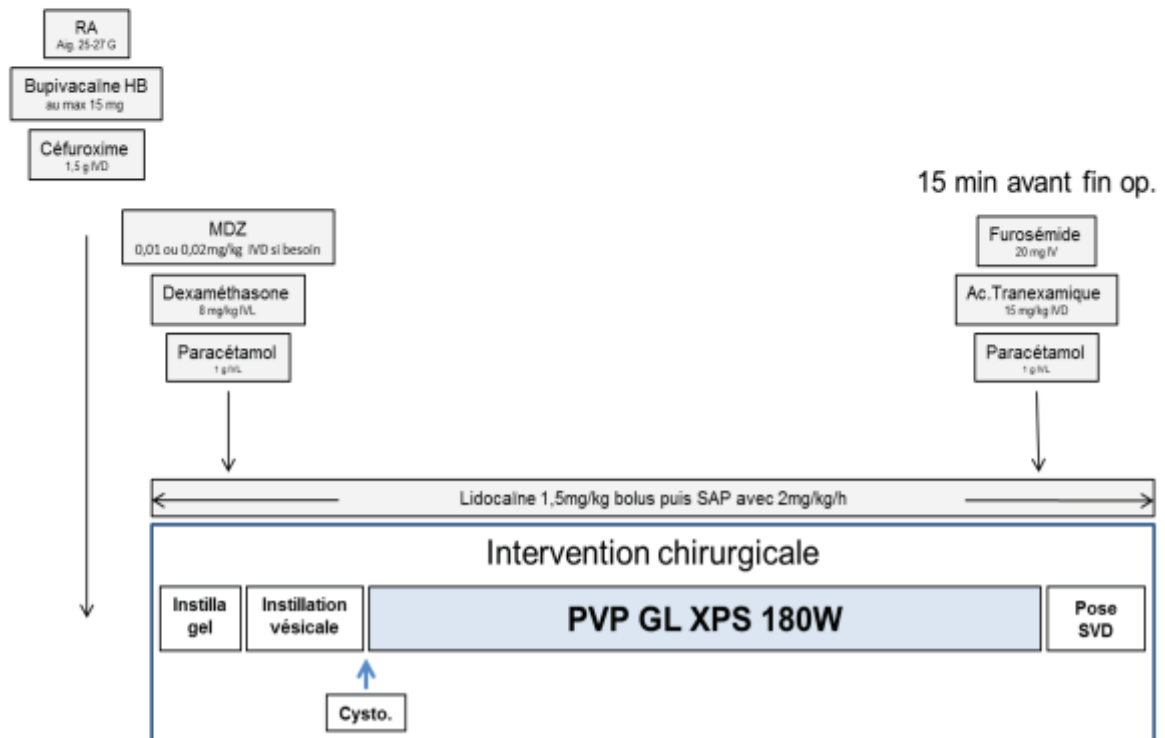 RA
Aig. 25-27 G
Bupivacaïne HB
au max 15 mg
Céfuroxime
1,5 g IVD
MDZ
0,01 ou 0,02mg/kg IVD si besoin
Dexaméthasone
8 mg/kg IVL
Paracétamol
1 g IVL
15 min avant fin op.
Furosémide
20 mg IV
Ac.Tranexamique
15 mg/kg IVD
Paracétamol
1 g IVL
Lidocaïne 1,5mg/kg bolus puis SAP avec 2mg/kg/h
Intervention chirurgicale
Instilla
gel
Instillation
vésicale
PVP GL XPS 180W
Pose
SVD
Cysto.